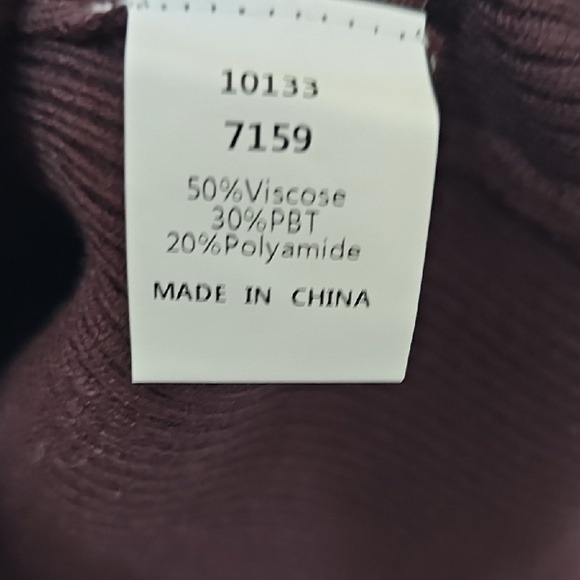 10133
7159
50%Viscose
30%PBT
20%Polyamide
MADE IN CHINA